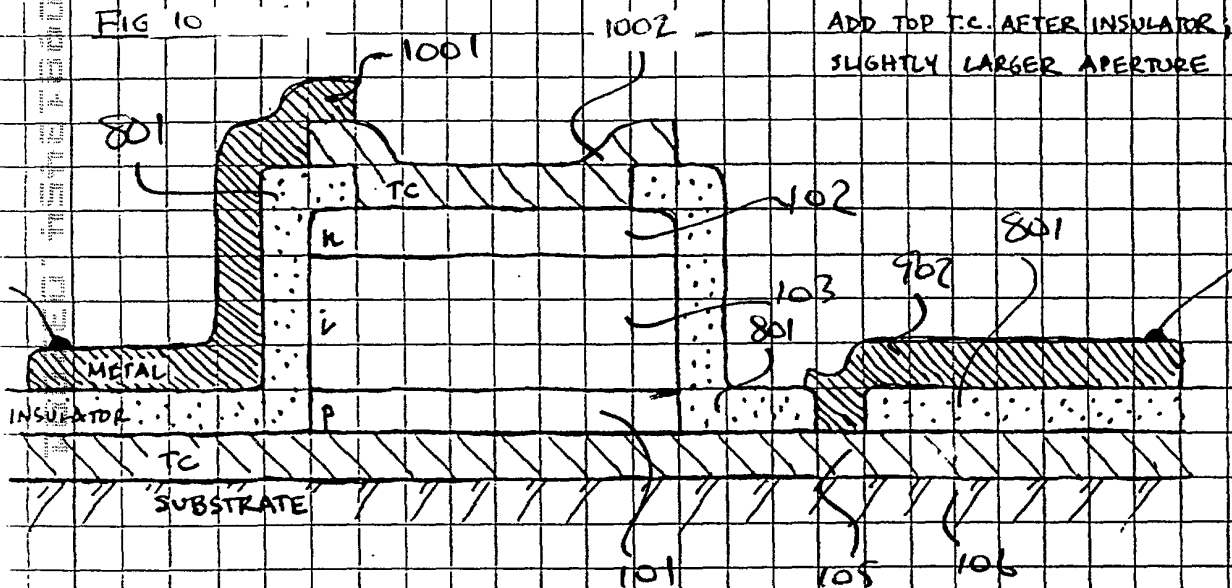 FIG 10
ADD TOP T.C. AFTER INSULATOR,
SLIGHTLY LARGER APERTURE
1001
1002
801
TC
102
n
801
902
103
i
801
METAL
INSULATOR
p
TC
SUBSTRATE
101
105
106